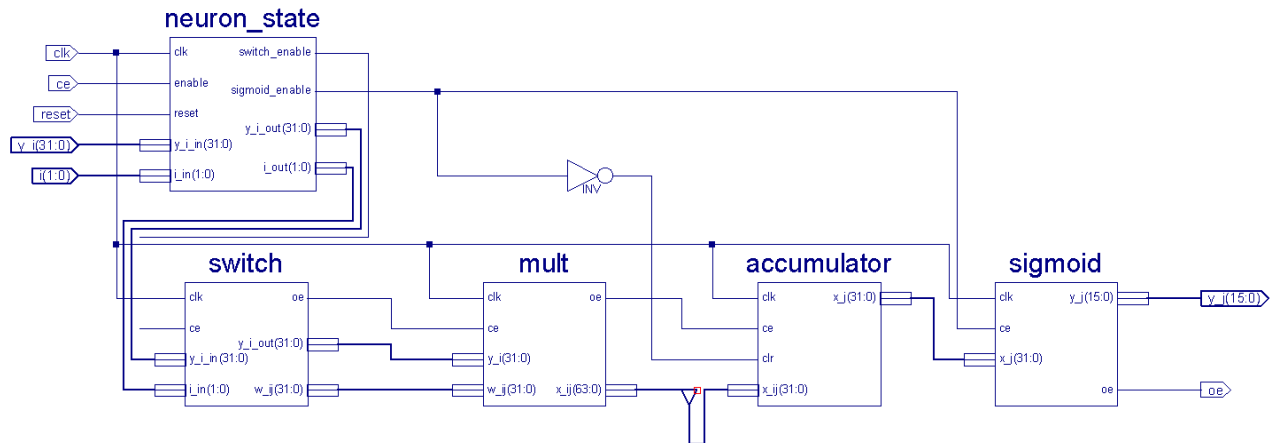 neuron_state
clk
clk
switch_enable
ce
enable
sigmoid_enable
reset
reset
y_i(31:0)
y_i_in(31:0)
y_i_out(31:0)
i(1:0)
i_in(1:0)
i_out(1:0)
INV
switch
mult
accumulator
sigmoid
clk
oe
clk
oe
clk
x_j(31:0)
clk
y_j(15:0)
y_j(15:0)
ce
ce
ce
ce
y_i_out(31:0)
y_i_in(31:0)
y_i(31:0)
clr
x_j(31:0)
i_in(1:0)
w_ij(31:0)
w_ij(31:0)
x_ij(63:0)
x_ij(31:0)
oe
oe